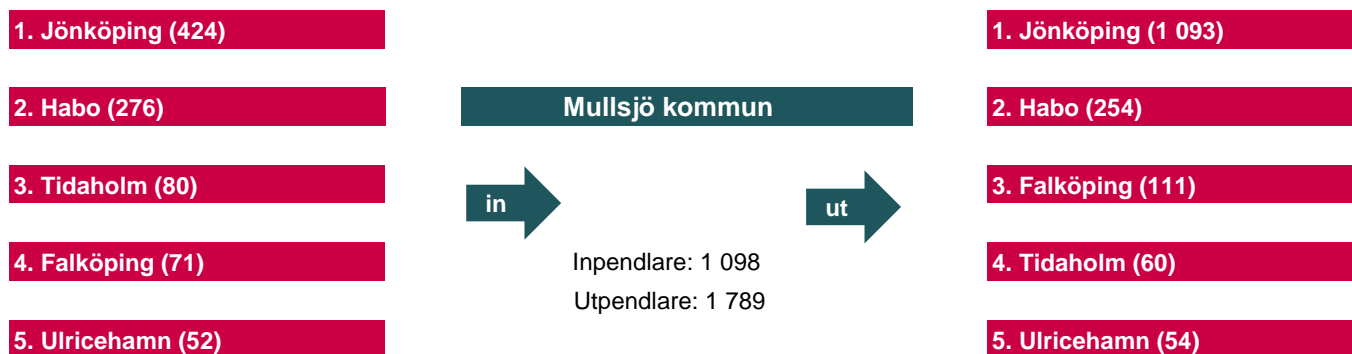 1. Jönköping (424)
2. Habo (276)
3. Tidaholm (80)
4. Falköping (71)
5. Ulricehamn (52)
Mullsjö kommun
in
ut
Inpendlare: 1 098
Utpendlare: 1 789
1. Jönköping (1 093)
2. Habo (254)
3. Falköping (111)
4. Tidaholm (60)
5. Ulricehamn (54)